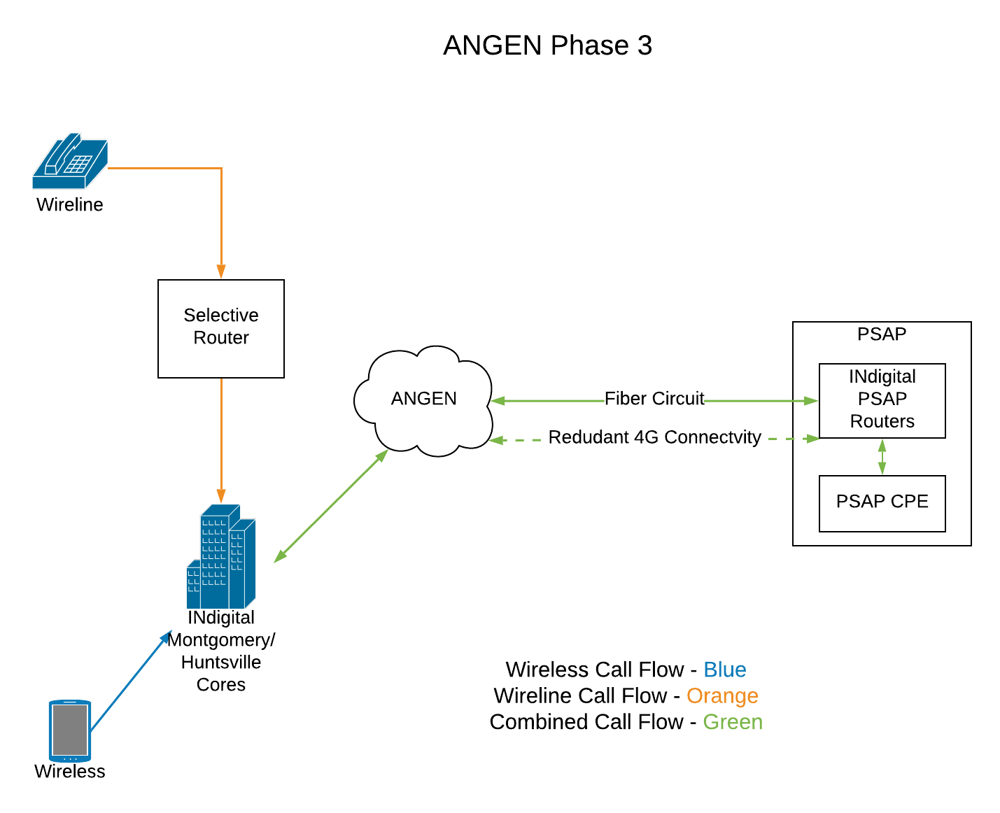 ANGEN Phase 3
Wireline
Selective
Router
PSAP
INdigital
PSAP
Routers
ANGEN
Fiber Circuit
Redudant 4G Connectvity
PSAP CPE
INdigital
Montgomery/
Huntsville
Cores
Wireless Call Flow - Blue
Wireline Call Flow - Orange
Combined Call Flow - Green
Wireless